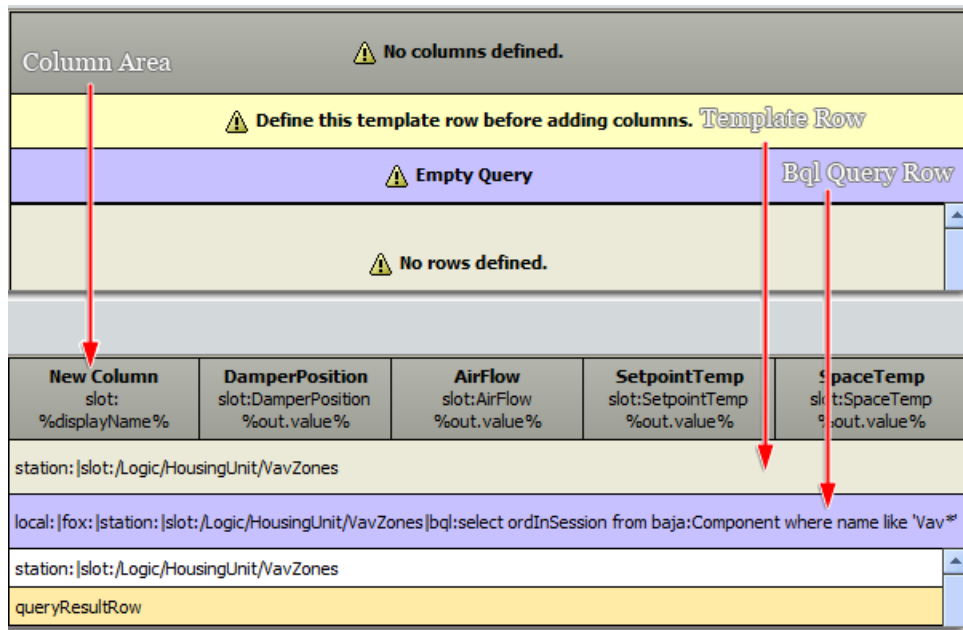 Column Area
No columns defined.
Define this template row before adding columns. Template Row
Empty Query
Bql Query Row
No rows defined.
New Column DamperPosition AirFlow SetpointTemp SpaceTemp
slot: slot:DamperPosition slot:AirFlow slot:SetpointTemp slot:SpaceTemp
%displayName% %out.value% %out.value% %out.value% %out.value%
station:|slot:/Logic/HousingUnit/VavZones
local:|fox:|station:|slot:/Logic/HousingUnit/VavZones|bql:select ordInSession from baja:Component where name like 'Vav*'
station:|slot:/Logic/HousingUnit/VavZones
queryResultRow